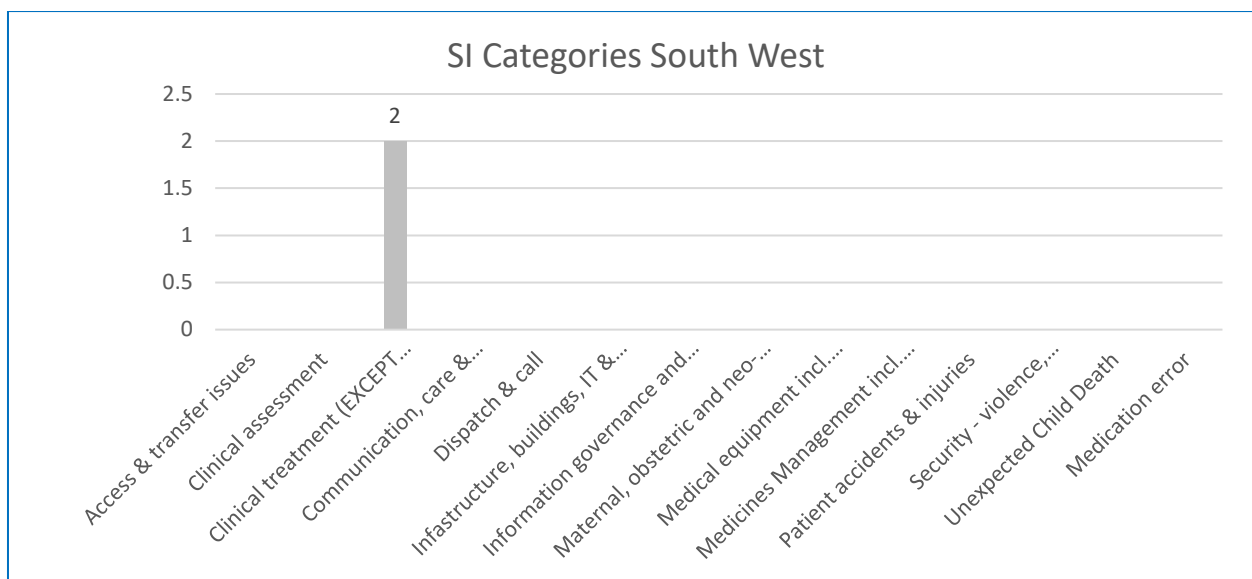 SI Categories South West
2.5
2
1.5
1
0.5
0
2
Access & transfer issues
Clinical assessment
Clinical treatment (EXCEPT...
Communication, care &...
Dispatch & call
Infastructure, buildings, IT &...
Information governance and...
Maternal, obstetric and neo-...
Medical equipment incl....
Medicines Management incl....
Patient accidents & injuries
Security - violence,...
Unexpected Child Death
Medication error